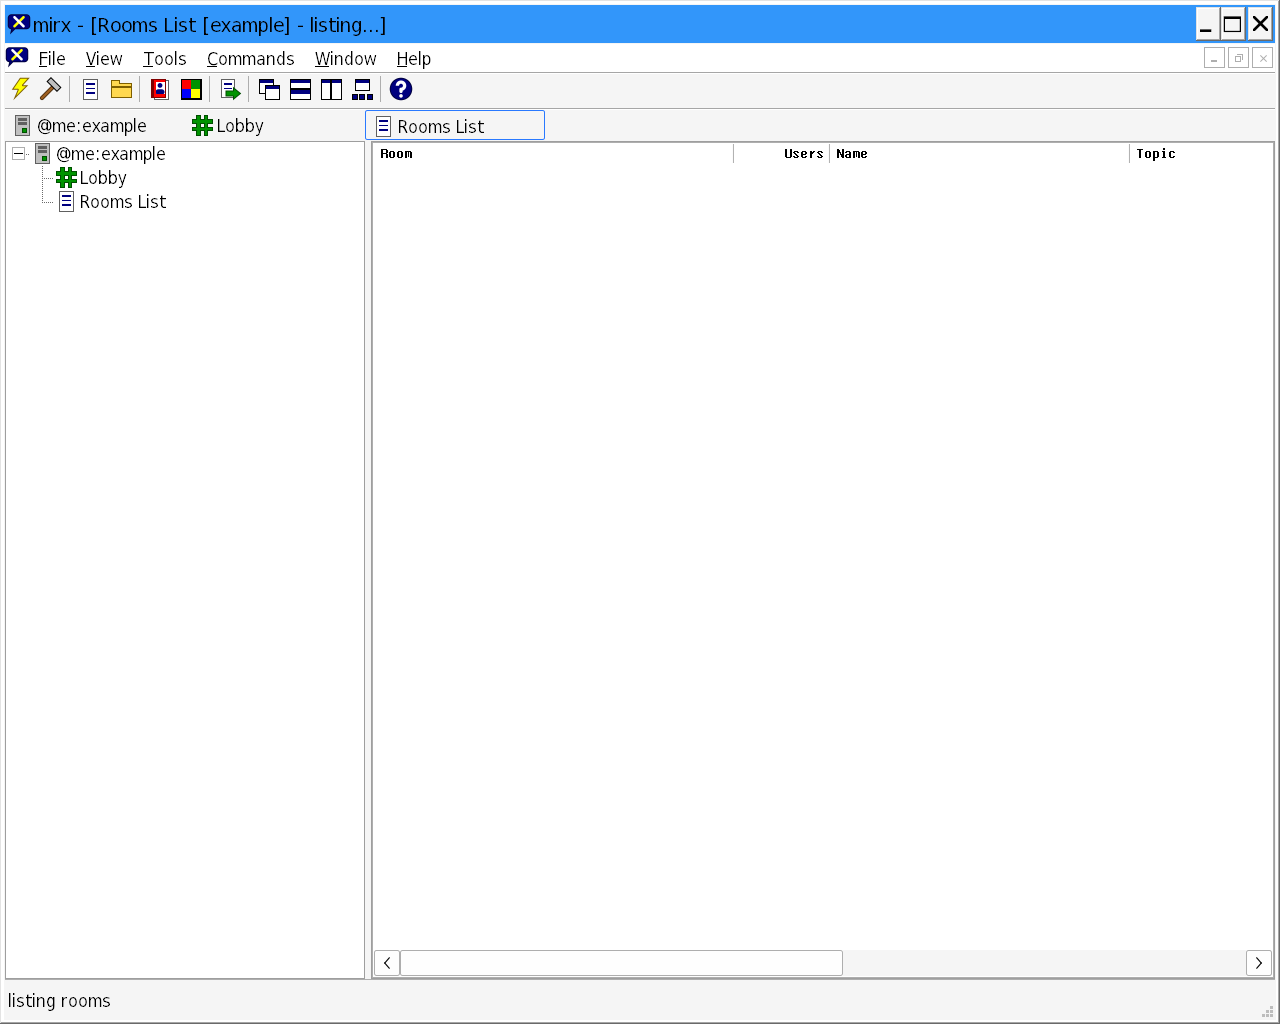 mirx - [Rooms List [example] - listing...]
File View Tools Commands Window Help
@me:example Lobby Rooms List
@me:example
Lobby
Rooms List
Room Users Name Topic
listing rooms